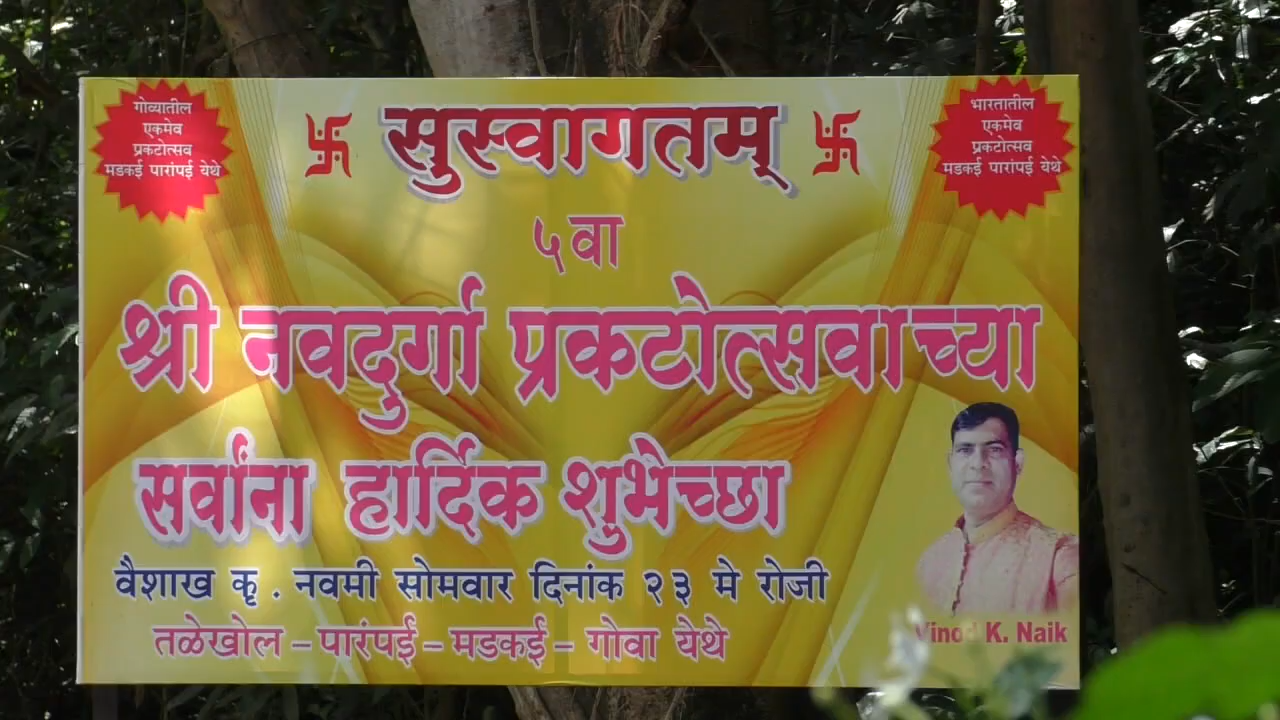 गोव्यातील
एकमेव
प्रकटोत्सव
मडकई पारांपई येथे
सुस्वागतम्
भारतातील
एकमेव
प्रकटोत्सव
मडकई पारांपई येथे
५वा
श्री नवदुर्गा प्रकटोत्सवाच्या
सर्वांना हार्दिक शुभेच्छा
वैशाख कृ . नवमी सोमवार दिनांक २३ मे रोजी
तळेखोल – पारंपई – मडकई – गोवा येथे
Vinod K. Naik